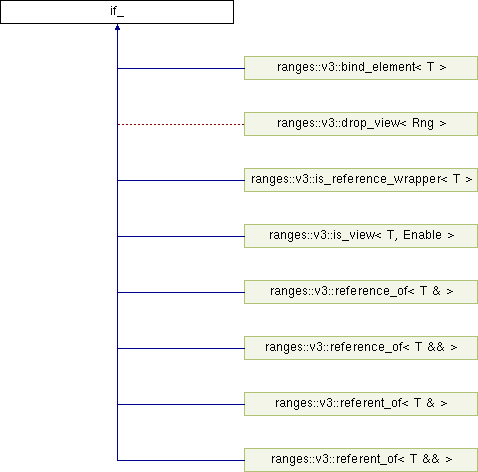 if_
ranges::v3::bind_element< T >
ranges::v3::drop_view< Rng >
ranges::v3::is_reference_wrapper< T >
ranges::v3::is_view< T, Enable >
ranges::v3::reference_of< T & >
ranges::v3::reference_of< T && >
ranges::v3::referent_of< T & >
ranges::v3::referent_of< T && >